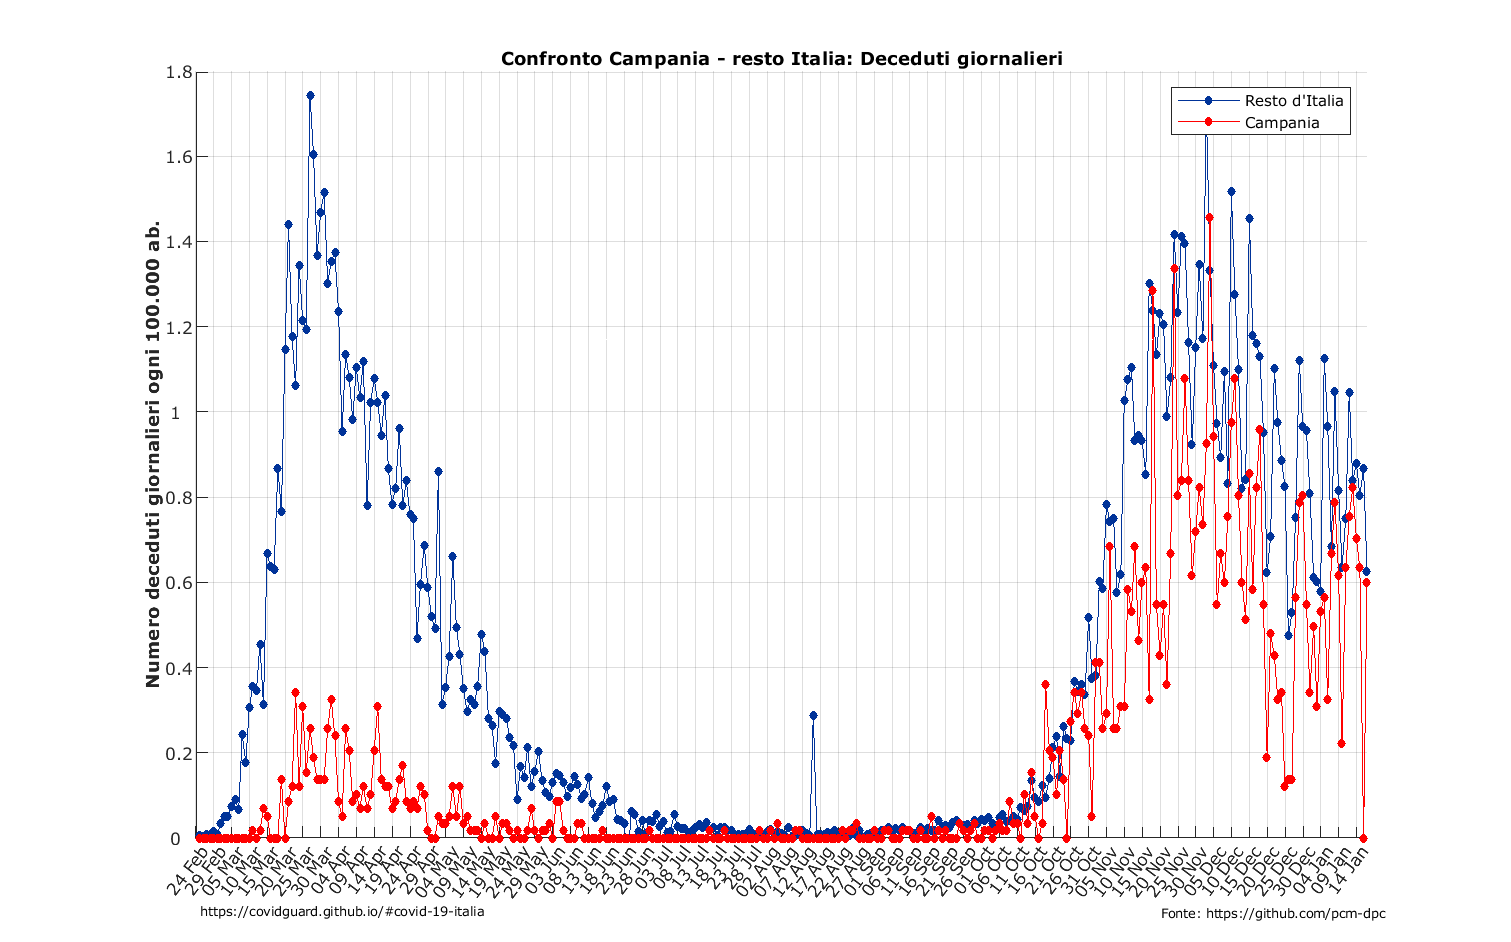 Confronto Campania - resto Italia: Deceduti giornalieri
Numero deceduti giornalieri ogni 100.000 ab.
1.8
1.6
1.4
1.2
1
0.8
0.6
0.4
0.2
0
Resto d'Italia
Campania
24 Feb
29 Feb
05 Mar
10 Mar
15 Mar
20 Mar
25 Mar
30 Mar
04 Apr
09 Apr
14 Apr
19 Apr
24 Apr
29 Apr
04 May
09 May
14 May
19 May
24 May
29 May
03 Jun
08 Jun
13 Jun
18 Jun
23 Jun
28 Jun
03 Jul
08 Jul
13 Jul
18 Jul
23 Jul
28 Jul
02 Aug
07 Aug
12 Aug
17 Aug
22 Aug
27 Aug
01 Sep
06 Sep
11 Sep
16 Sep
21 Sep
26 Sep
01 Oct
06 Oct
11 Oct
16 Oct
21 Oct
26 Oct
31 Oct
05 Nov
10 Nov
15 Nov
20 Nov
25 Nov
30 Nov
05 Dec
10 Dec
15 Dec
20 Dec
25 Dec
30 Dec
04 Jan
09 Jan
14 Jan
https://covidguard.github.io/#covid-19-italia
Fonte: https://github.com/pcm-dpc